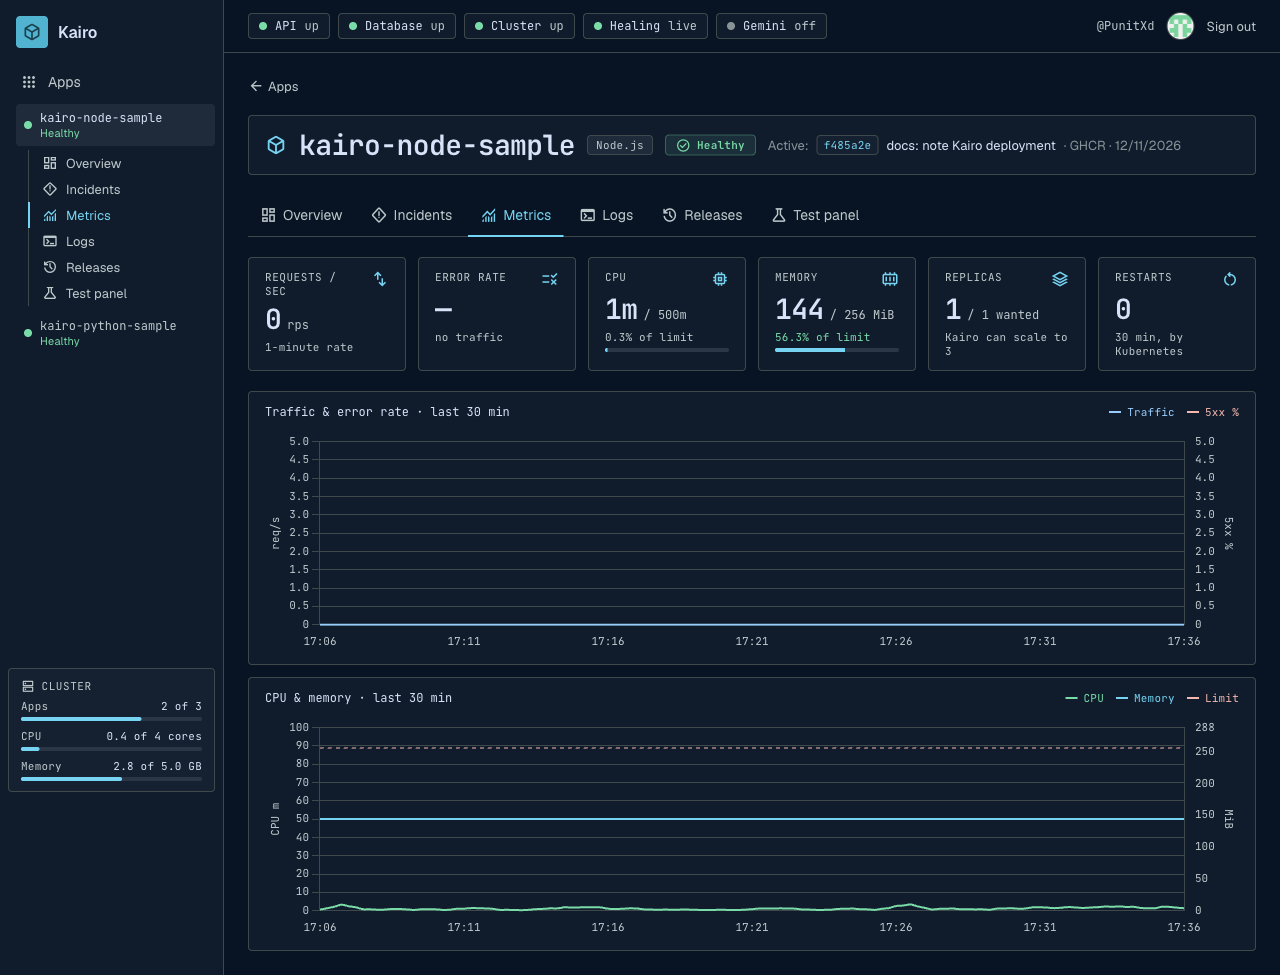 Kairo
API up
Database up
Cluster up
Healing live
Gemini off
@PunitXd
Sign out
Apps
kairo-node-sample
Healthy
Overview
Incidents
Metrics
Logs
Releases
Test panel
kairo-python-sample
Healthy
CLUSTER
Apps 2 of 3
CPU 0.4 of 4 cores
Memory 2.8 of 5.0 GB
Apps
kairo-node-sample Node.js Healthy Active: f485a2e docs: note Kairo deployment · GHCR · 12/11/2026
Overview Incidents Metrics Logs Releases Test panel
REQUESTS /
SEC
0 rps
1-minute rate
ERROR RATE
—
no traffic
CPU
1m / 500m
0.3% of limit
MEMORY
144 / 256 MiB
56.3% of limit
REPLICAS
1 / 1 wanted
Kairo can scale to
3
RESTARTS
0
30 min, by
Kubernetes
Traffic & error rate · last 30 min
Traffic 5xx %
5.0 5.0
4.5 4.5
4.0 4.0
3.5 3.5
3.0 3.0
2.5 2.5
2.0 2.0
1.5 1.5
1.0 1.0
0.5 0.5
0 0
req/s
5xx %
17:06 17:11 17:16 17:21 17:26 17:31 17:36
CPU & memory · last 30 min
CPU Memory Limit
100
90
80
70
60
50
40
30
20
10
0
CPU m
288
250
200
150
100
50
0
MiB
17:06 17:11 17:16 17:21 17:26 17:31 17:36